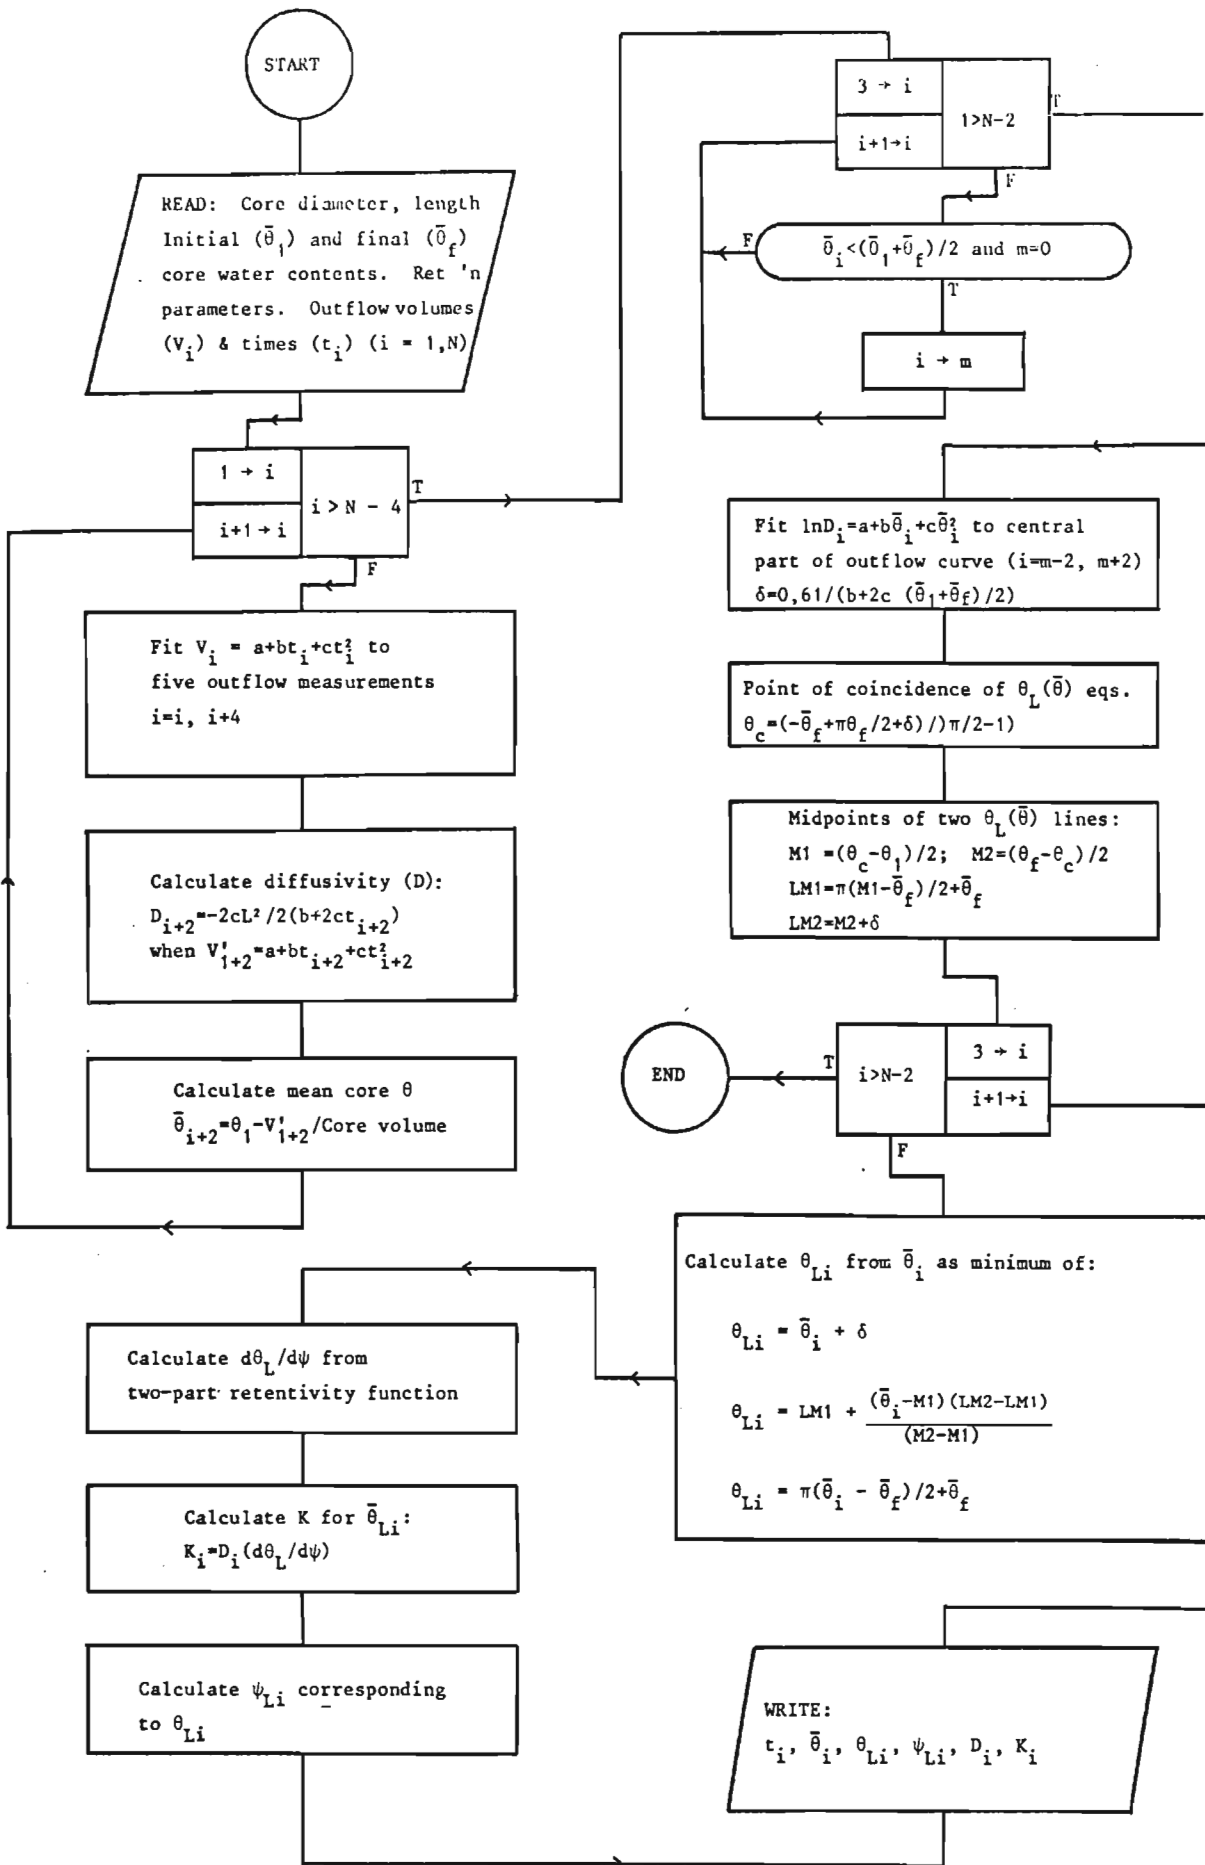 START
READ: Core diameter, length
Initial (θ̄₁) and final (θ̄f)
core water contents. Ret 'n
parameters. Outflow volumes
(Vi) & times (ti) (i = 1,N)
1 → i
i+1→i
i > N - 4
T
F
Fit Vi = a+bti+cti² to
five outflow measurements
i=i, i+4
Calculate diffusivity (D):
Di+2=-2cL²/2(b+2cti+2)
when V'1+2=a+bti+2+ct²i+2
Calculate mean core θ
θ̄i+2=θ1-V'1+2/Core volume
3 → i
i+1→i
1>N-2
T
F
θ̄i<(θ̄1+θ̄f)/2 and m=0
F
T
i → m
Fit lnDi=a+bθ̄i+cθ̄i² to central
part of outflow curve (i=m-2, m+2)
δ=0,61/(b+2c (θ̄1+θ̄f)/2)
Point of coincidence of θL(θ̄) eqs.
θc=(-θ̄f+πθf/2+δ)/)π/2-1)
Midpoints of two θL(θ̄) lines:
M1 =(θc-θ1)/2; M2=(θf-θc)/2
LM1=π(M1-θ̄f)/2+θ̄f
LM2=M2+δ
END
T
i>N-2
3 → i
i+1→i
F
Calculate θLi from θ̄i as minimum of:
θLi = θ̄i + δ
θLi = LM1 + (θ̄i-M1)(LM2-LM1)
(M2-M1)
θLi = π(θ̄i - θ̄f)/2+θ̄f
Calculate dθL/dψ from
two-part retentivity function
Calculate K for θ̄Li:
Ki=Di(dθL/dψ)
Calculate ψLi corresponding
to θLi
WRITE:
ti, θ̄i, θLi, ψLi, Di, Ki